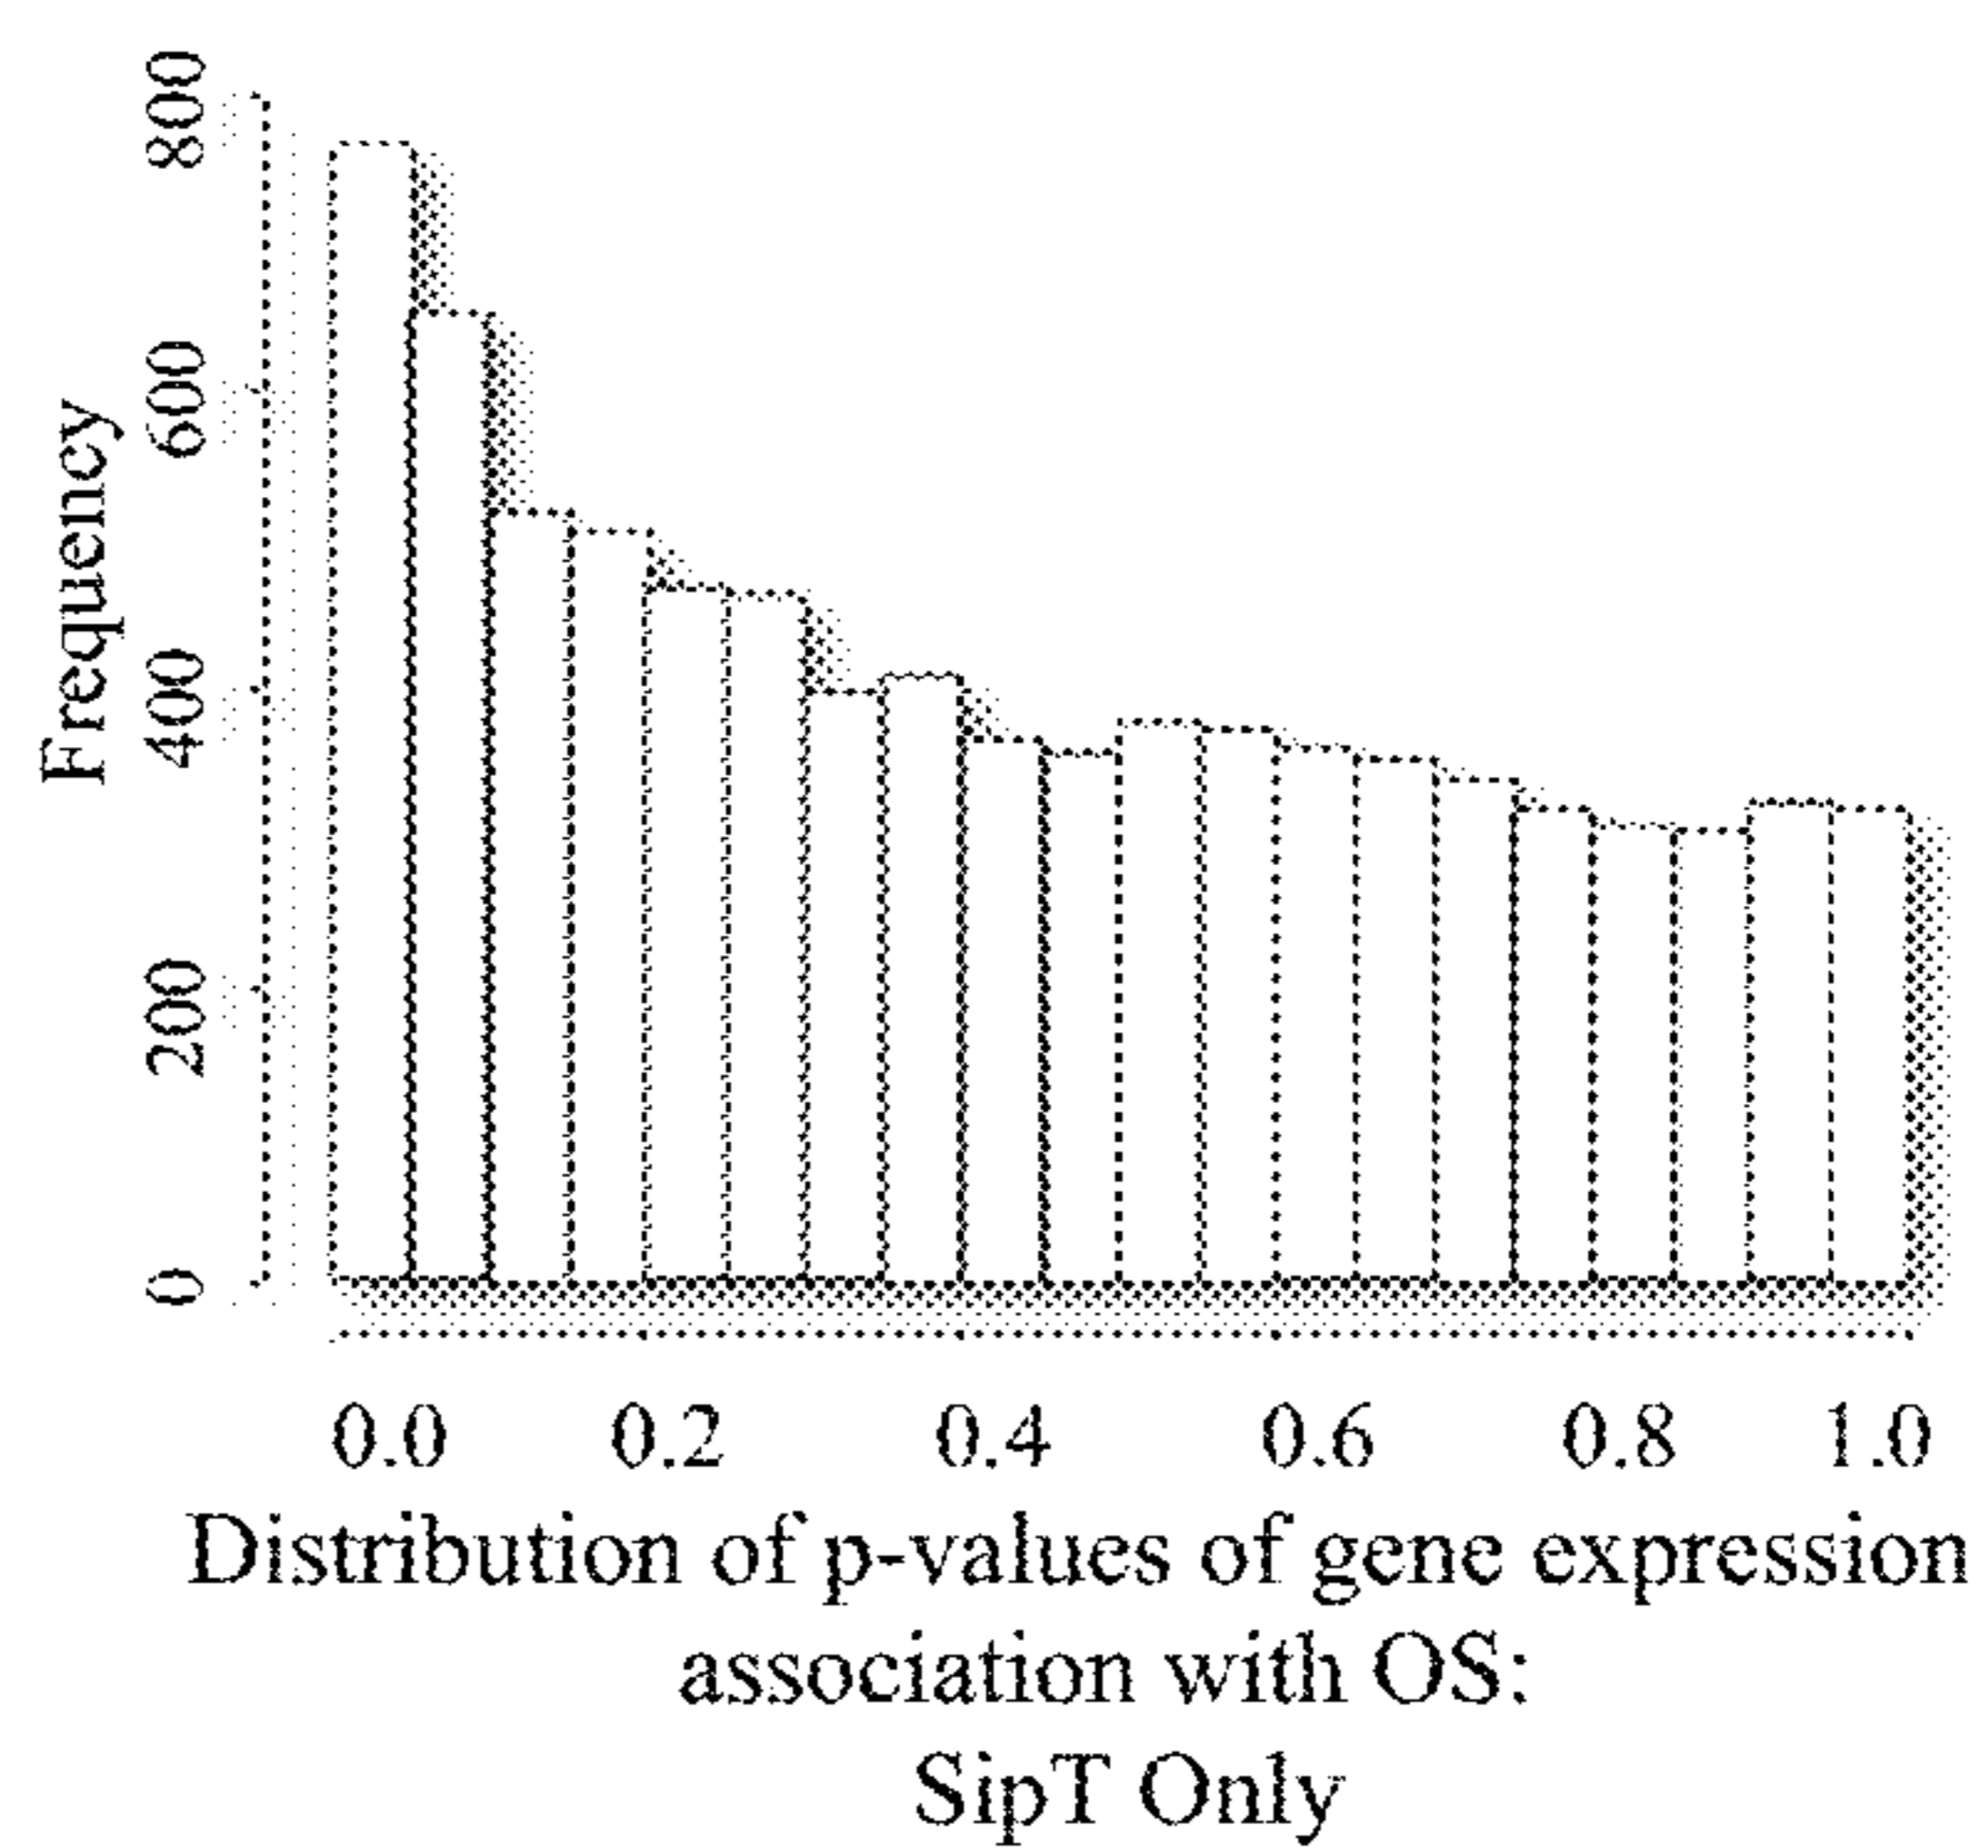 800
600
400
200
0
Frequency
0.0 0.2 0.4 0.6 0.8 1.0
Distribution of p-values of gene expression
association with OS:
SipT Only